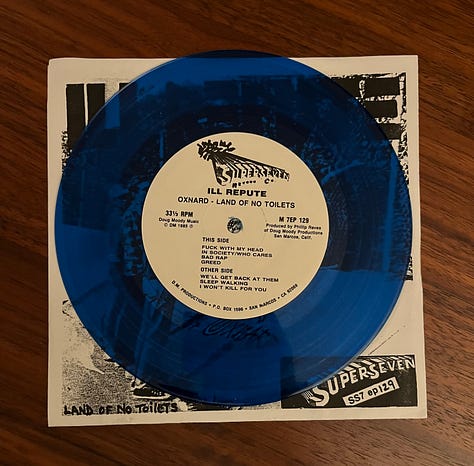 SUPERSEVEN
Record Co
ILL REPUTE
OXNARD - LAND OF NO TOILETS
33⅓ RPM
Doug Moody Music
© DM 1985 ℗
M 7EP 129
Produced by Phillip Raves
of Doug Moody Productions
San Marcos, Calif.
THIS SIDE
FUCK WITH MY HEAD
IN SOCIETY/WHO CARES
BAD RAP
GREED
OTHER SIDE
WE'LL GET BACK AT THEM
SLEEP WALKING
I WON'T KILL FOR YOU
D.M. PRODUCTIONS • P.O. BOX 1596 • SAN MARCOS • CA 92069
LAND OF NO TOILETS
SUPERSEVEN
SS7 ep129